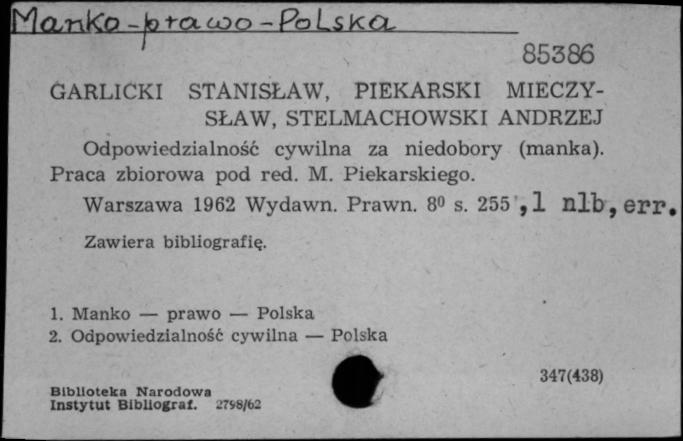 Manko-prawo-Polska
85386
GARLICKI STANISŁAW, PIEKARSKI MIECZY-
SŁAW, STELMACHOWSKI ANDRZEJ
Odpowiedzialność cywilna za niedobory (manka).
Praca zbiorowa pod red. M. Piekarskiego.
Warszawa 1962 Wydawn. Prawn. 8⁰ s. 255 ,1 nlb,err.
Zawiera bibliografię.
1. Manko — prawo — Polska
2. Odpowiedzialność cywilna — Polska
347(438)
Biblioteka Narodowa
Instytut Bibliograf. 2798/62